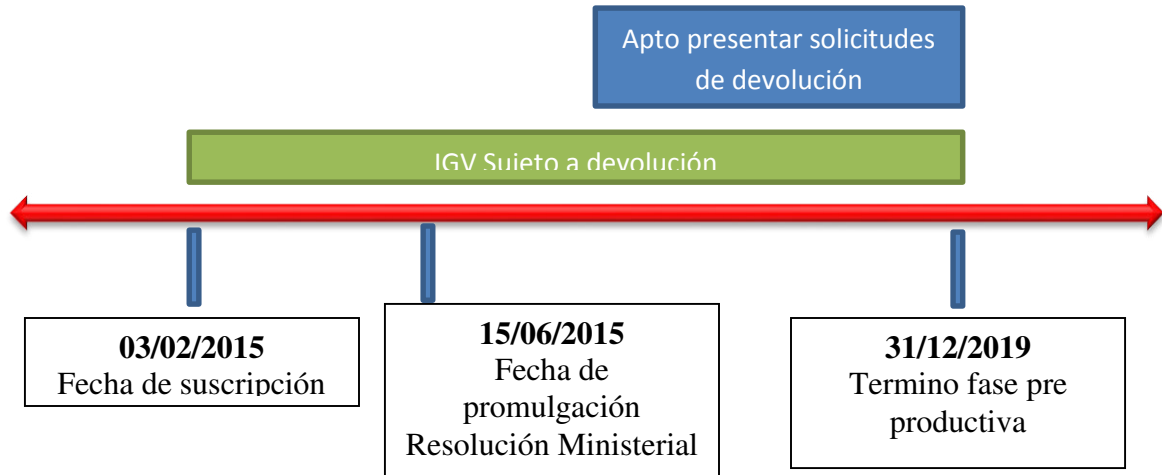 Apto presentar solicitudes
de devolución
IGV Sujeto a devolución
03/02/2015
Fecha de suscripción
15/06/2015
Fecha de
promulgación
Resolución Ministerial
31/12/2019
Termino fase pre
productiva